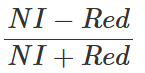 NI − Red
NI + Red